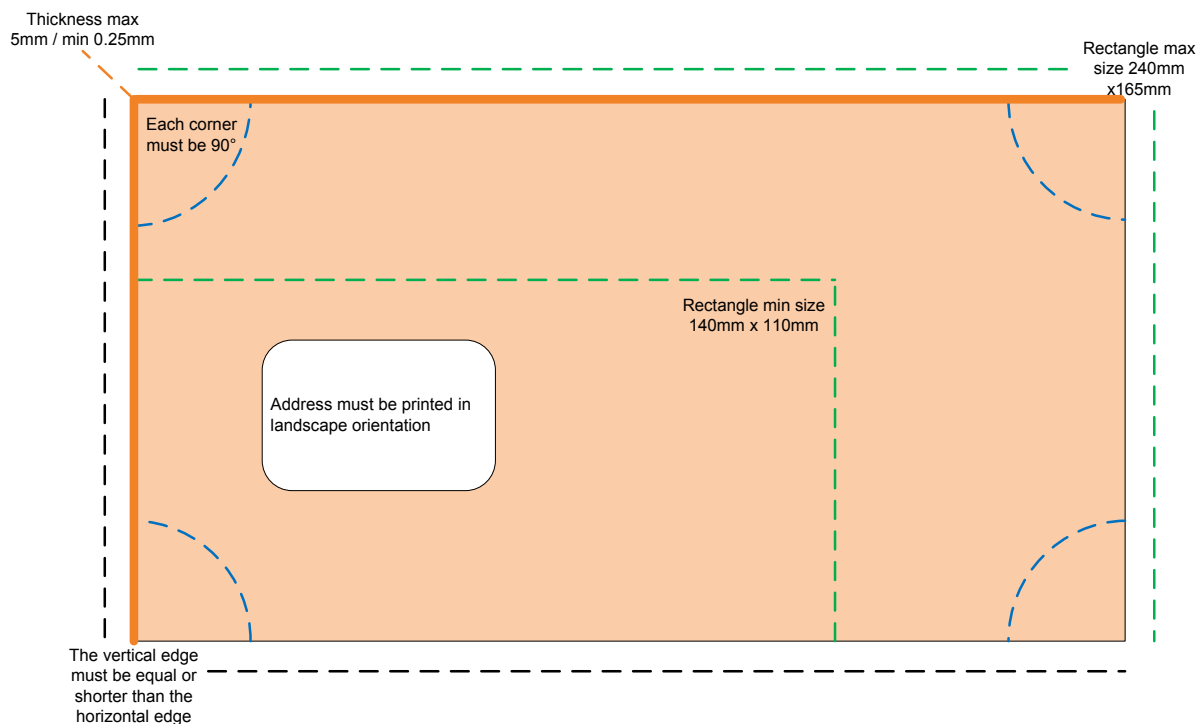 Thickness max
5mm / min 0.25mm
Rectangle max
size 240mm
x165mm
Each corner
must be 90°
Rectangle min size
140mm x 110mm
Address must be printed in
landscape orientation
The vertical edge
must be equal or
shorter than the
horizontal edge